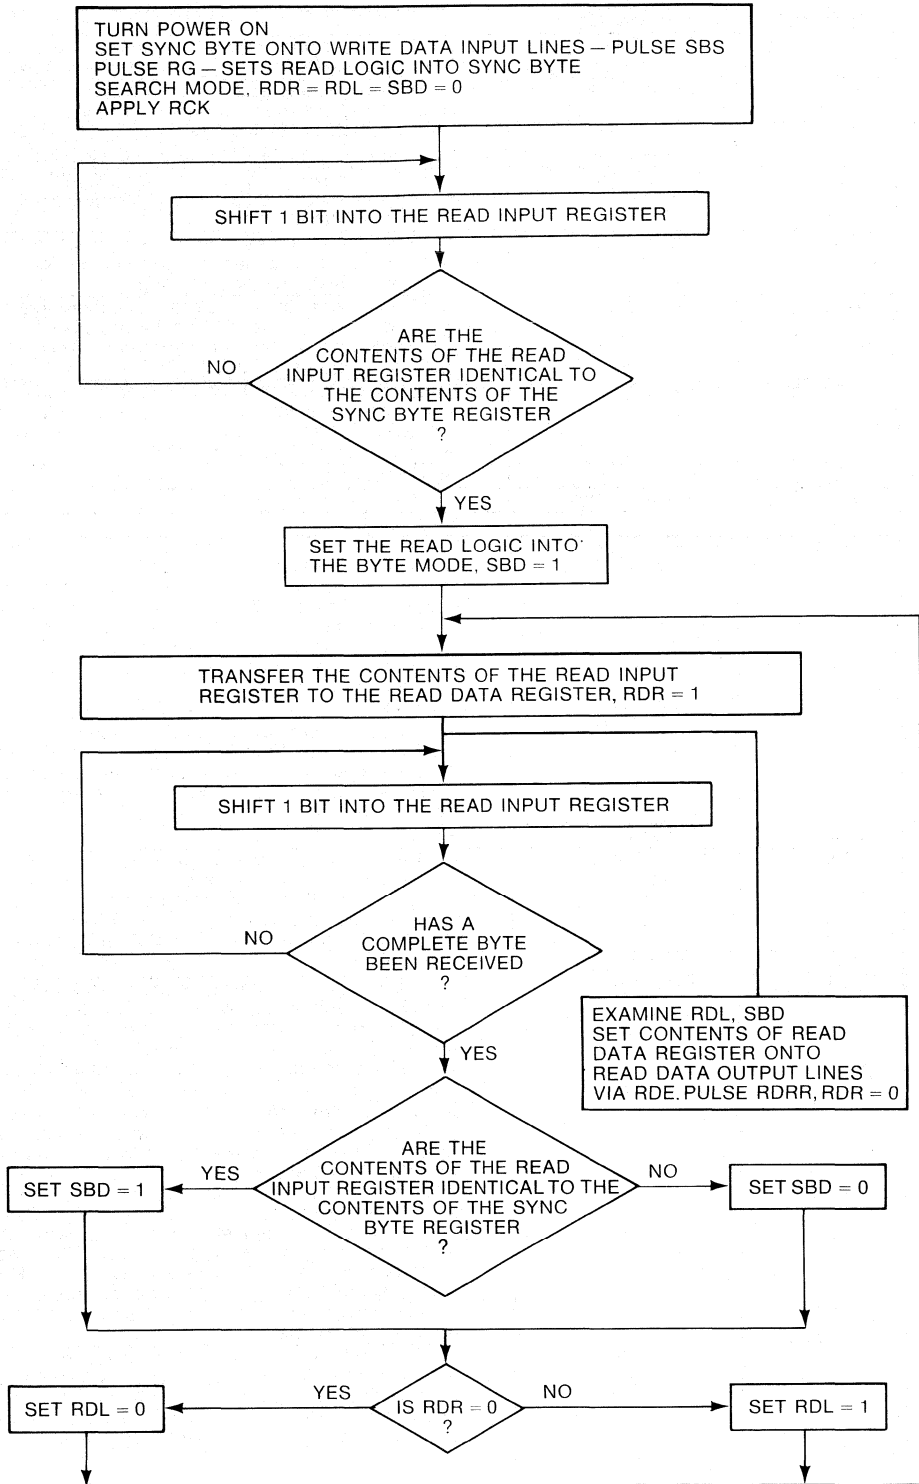 TURN POWER ON
SET SYNC BYTE ONTO WRITE DATA INPUT LINES – PULSE SBS
PULSE RG – SETS READ LOGIC INTO SYNC BYTE
SEARCH MODE, RDR = RDL = SBD = 0
APPLY RCK
SHIFT 1 BIT INTO THE READ INPUT REGISTER
ARE THE
CONTENTS OF THE READ
INPUT REGISTER IDENTICAL TO
THE CONTENTS OF THE
SYNC BYTE REGISTER
?
NO
YES
SET THE READ LOGIC INTO
THE BYTE MODE, SBD = 1
TRANSFER THE CONTENTS OF THE READ INPUT
REGISTER TO THE READ DATA REGISTER, RDR = 1
SHIFT 1 BIT INTO THE READ INPUT REGISTER
HAS A
COMPLETE BYTE
BEEN RECEIVED
?
NO
YES
EXAMINE RDL, SBD
SET CONTENTS OF READ
DATA REGISTER ONTO
READ DATA OUTPUT LINES
VIA RDE. PULSE RDRR, RDR = 0
ARE THE
CONTENTS OF THE READ
INPUT REGISTER IDENTICAL TO THE
CONTENTS OF THE SYNC
BYTE REGISTER
?
YES
NO
SET SBD = 1
SET SBD = 0
IS RDR = 0
?
YES
NO
SET RDL = 0
SET RDL = 1